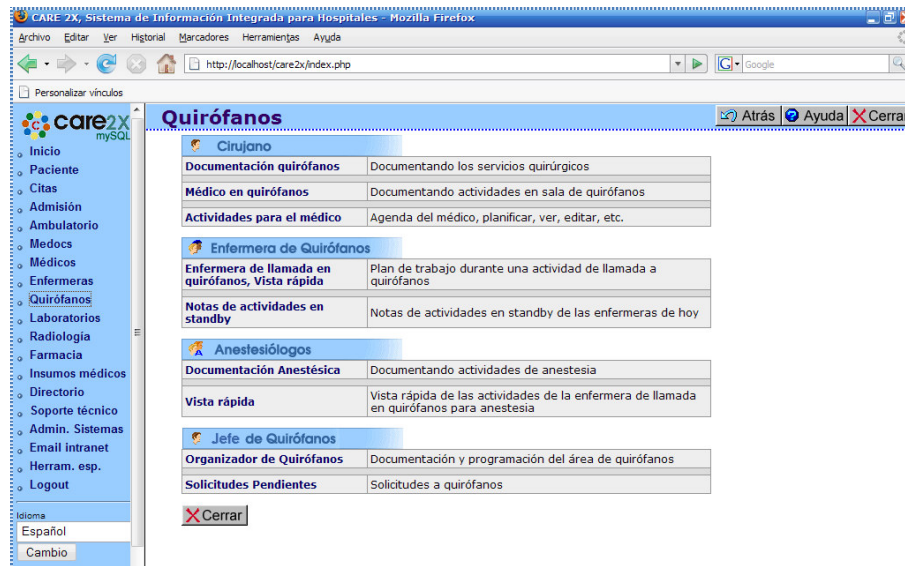 CARE 2X, Sistema de Información Integrada para Hospitales - Mozilla Firefox
Archivo Editar Ver Historial Marcadores Herramientas Ayuda
http://localhost/care2x/index.php
G Google
Personalizar vínculos
care2X
mySQL
Inicio
Paciente
Citas
Admisión
Ambulatorio
Medocs
Médicos
Enfermeras
Quirófanos
Laboratorios
Radiología
Farmacia
Insumos médicos
Directorio
Soporte técnico
Admin. Sistemas
Email intranet
Herram. esp.
Logout
Idioma
Español
Cambio
Quirófanos
Atrás ? Ayuda Cerrar
Cirujano
Documentación quirófanos Documentando los servicios quirúrgicos
Médico en quirófanos Documentando actividades en sala de quirófanos
Actividades para el médico Agenda del médico, planificar, ver, editar, etc.
Enfermera de Quirófanos
Enfermera de llamada en Plan de trabajo durante una actividad de llamada a
quirófanos, Vista rápida quirófanos
Notas de actividades en
standby Notas de actividades en standby de las enfermeras de hoy
Anestesiólogos
Documentación Anestésica Documentando actividades de anestesia
Vista rápida Vista rápida de las actividades de la enfermera de llamada
en quirófanos para anestesia
Jefe de Quirófanos
Organizador de Quirófanos Documentación y programación del área de quirófanos
Solicitudes Pendientes Solicitudes a quirófanos
Cerrar